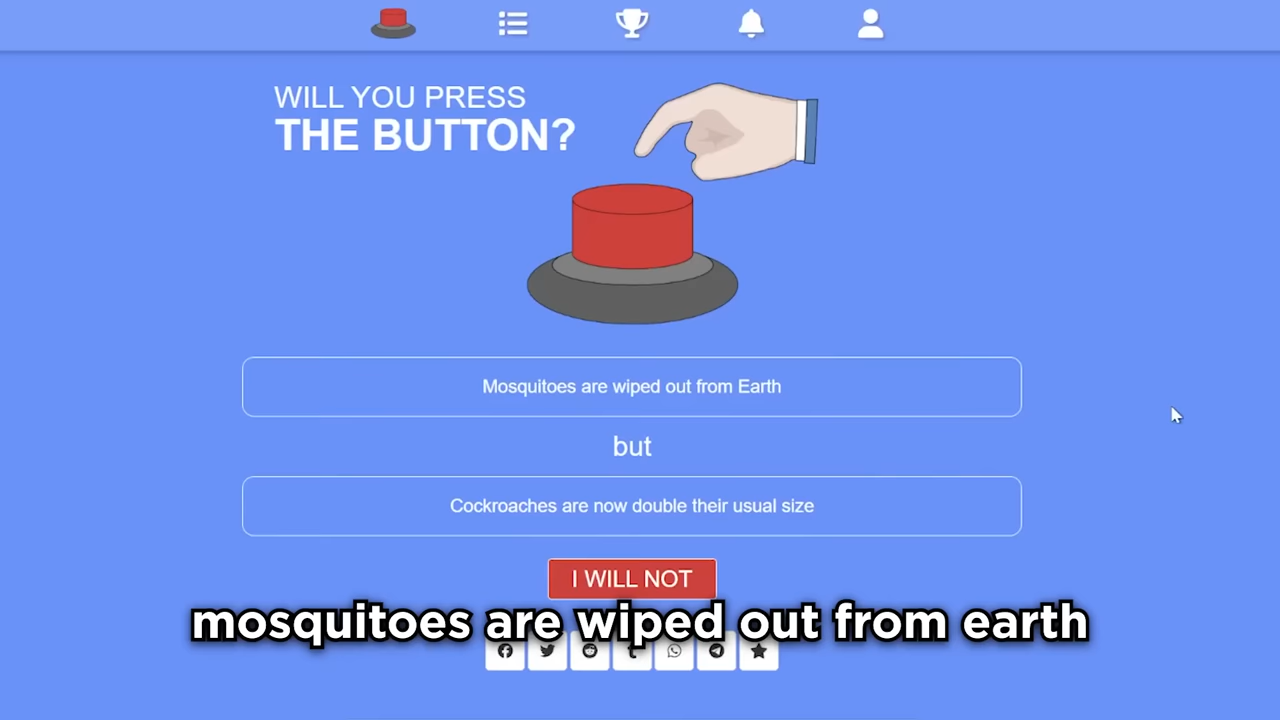 WILL YOU PRESS
THE BUTTON?
Mosquitoes are wiped out from Earth
but
Cockroaches are now double their usual size
I WILL NOT
mosquitoes are wiped out from earth